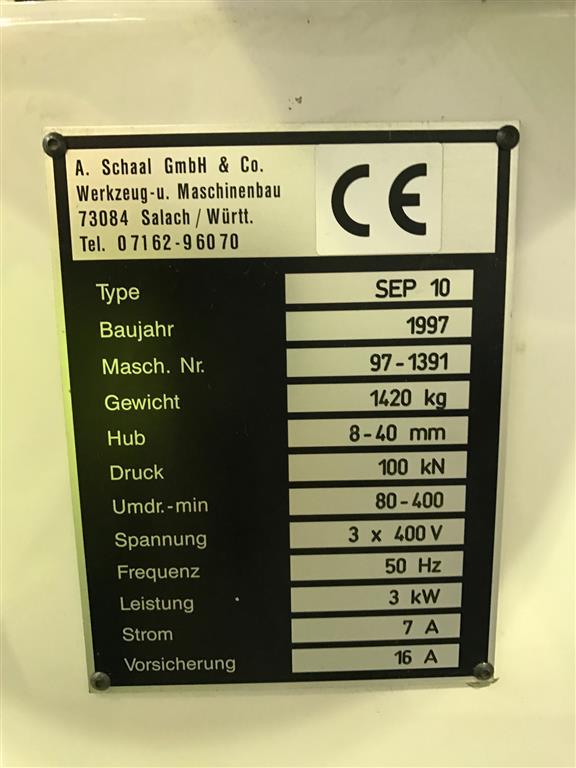 A. Schaal GmbH & Co.
Werkzeug-u. Maschinenbau
73084 Salach / Württ.
Tel. 07162-96070
CE
Type SEP 10
Baujahr 1997
Masch. Nr. 97-1391
Gewicht 1420 kg
Hub 8-40 mm
Druck 100 kN
Umdr.-min 80-400
Spannung 3 x 400 V
Frequenz 50 Hz
Leistung 3 kW
Strom 7 A
Vorsicherung 16 A